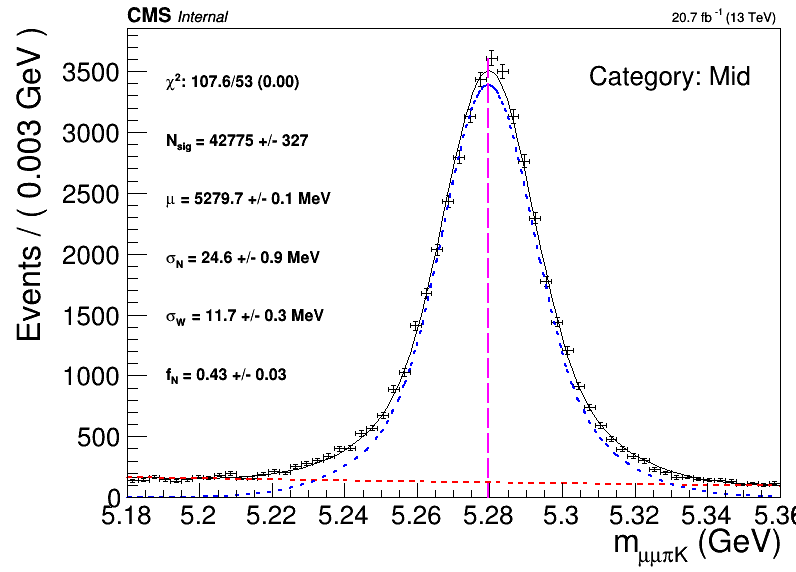 CMS Internal
20.7 fb⁻¹ (13 TeV)
Events / ( 0.003 GeV )
3500
3000
2500
2000
1500
1000
500
0
χ²: 107.6/53 (0.00)
N_sig = 42775 +/- 327
μ = 5279.7 +/- 0.1 MeV
σ_N = 24.6 +/- 0.9 MeV
σ_W = 11.7 +/- 0.3 MeV
f_N = 0.43 +/- 0.03
Category: Mid
5.18 5.2 5.22 5.24 5.26 5.28 5.3 5.32 5.34 5.36
m_μμπK (GeV)